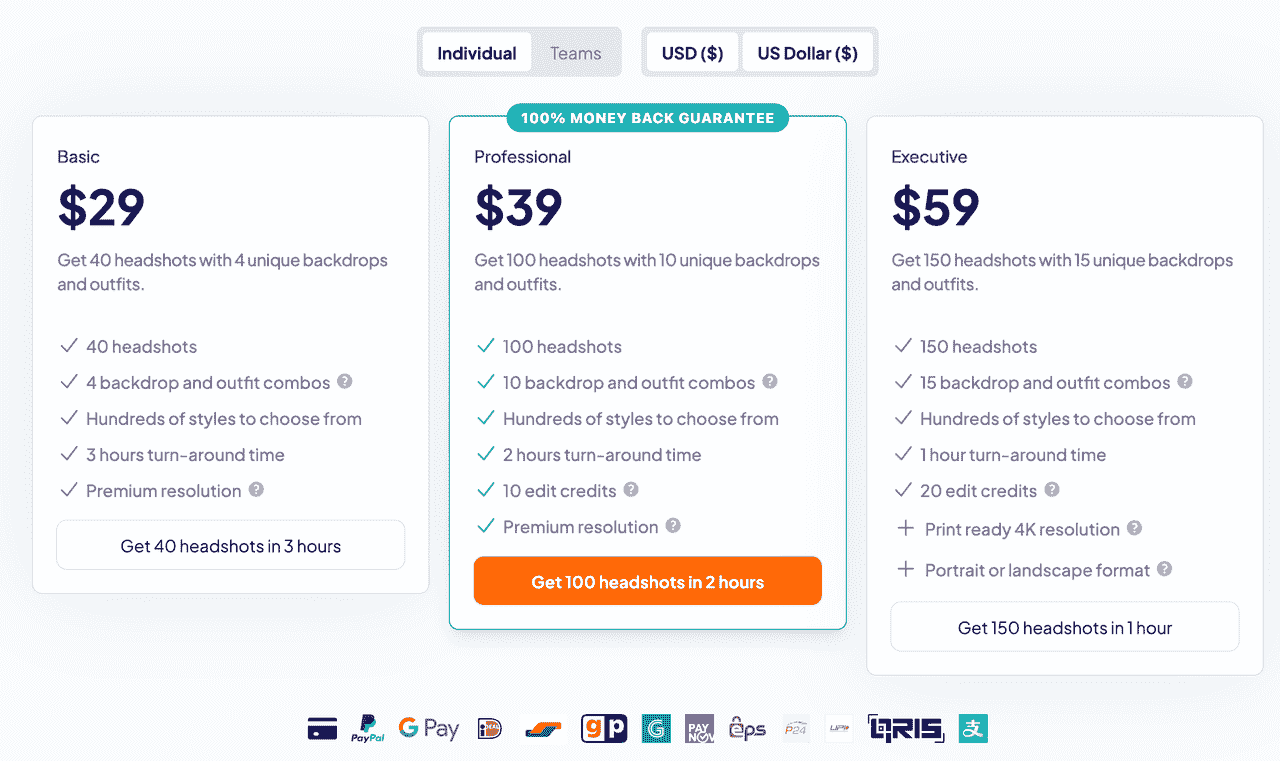 Individual
Teams
USD ($)
US Dollar ($)
100% MONEY BACK GUARANTEE
Basic
$29
Get 40 headshots with 4 unique backdrops
and outfits.
40 headshots
4 backdrop and outfit combos ?
Hundreds of styles to choose from
3 hours turn-around time
Premium resolution ?
Get 40 headshots in 3 hours
Professional
$39
Get 100 headshots with 10 unique backdrops
and outfits.
100 headshots
10 backdrop and outfit combos ?
Hundreds of styles to choose from
2 hours turn-around time
10 edit credits ?
Premium resolution ?
Get 100 headshots in 2 hours
Executive
$59
Get 150 headshots with 15 unique backdrops
and outfits.
150 headshots
15 backdrop and outfit combos ?
Hundreds of styles to choose from
1 hour turn-around time
20 edit credits ?
Print ready 4K resolution ?
Portrait or landscape format ?
Get 150 headshots in 1 hour
PayPal G Pay iD gp G PAY NOW eps P24 UPI QRIS 支